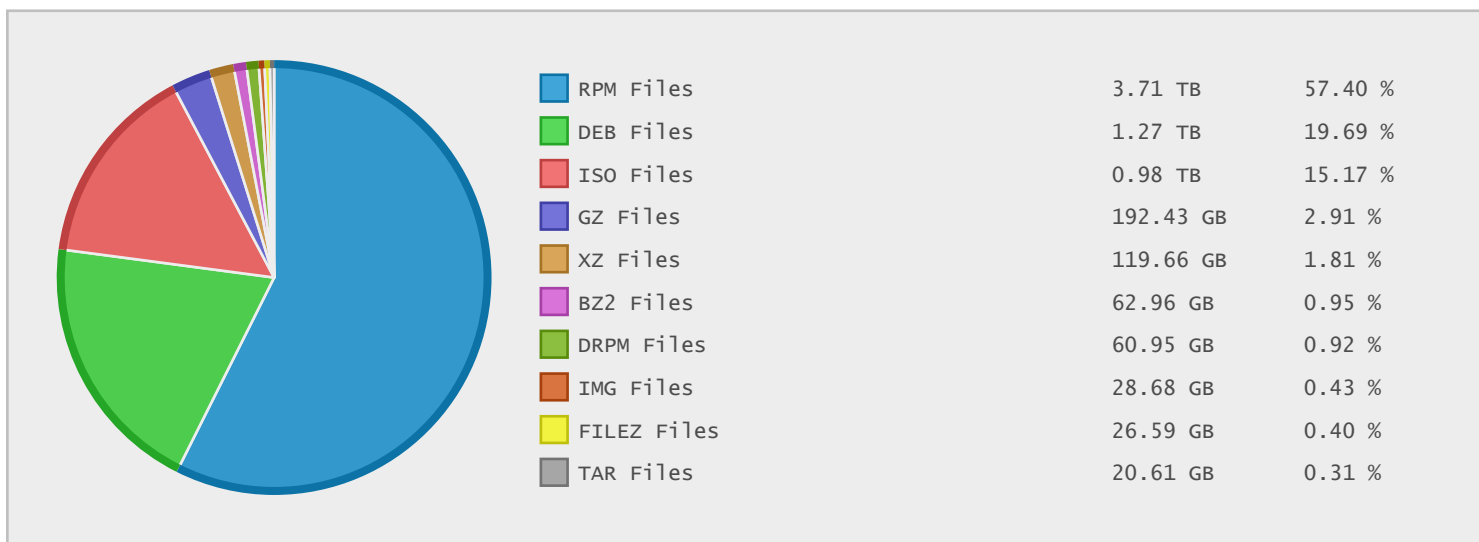 RPM Files 3.71 TB 57.40 %
DEB Files 1.27 TB 19.69 %
ISO Files 0.98 TB 15.17 %
GZ Files 192.43 GB 2.91 %
XZ Files 119.66 GB 1.81 %
BZ2 Files 62.96 GB 0.95 %
DRPM Files 60.95 GB 0.92 %
IMG Files 28.68 GB 0.43 %
FILEZ Files 26.59 GB 0.40 %
TAR Files 20.61 GB 0.31 %